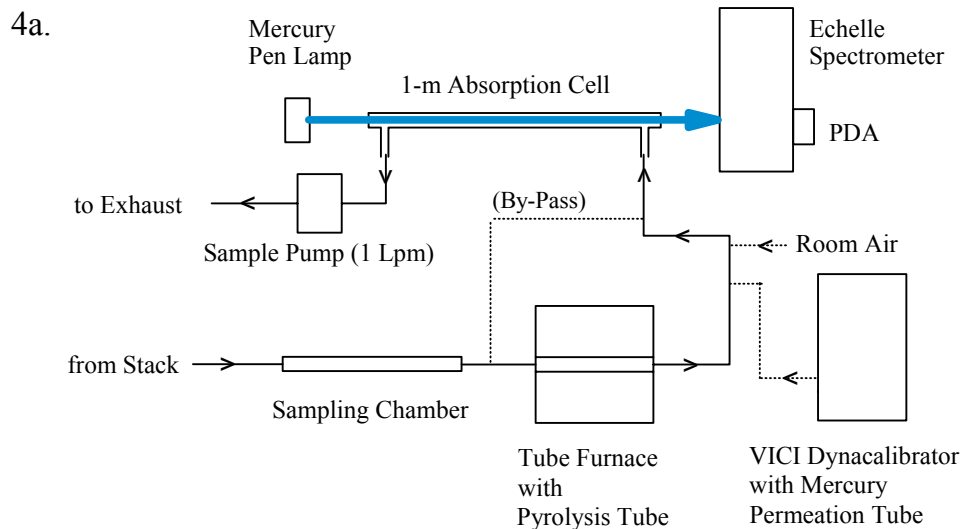 4a.
Mercury
Pen Lamp
1-m Absorption Cell
Echelle
Spectrometer
PDA
to Exhaust
(By-Pass)
Sample Pump (1 Lpm)
Room Air
from Stack
Sampling Chamber
Tube Furnace
with
Pyrolysis Tube
VICI Dynacalibrator
with Mercury
Permeation Tube